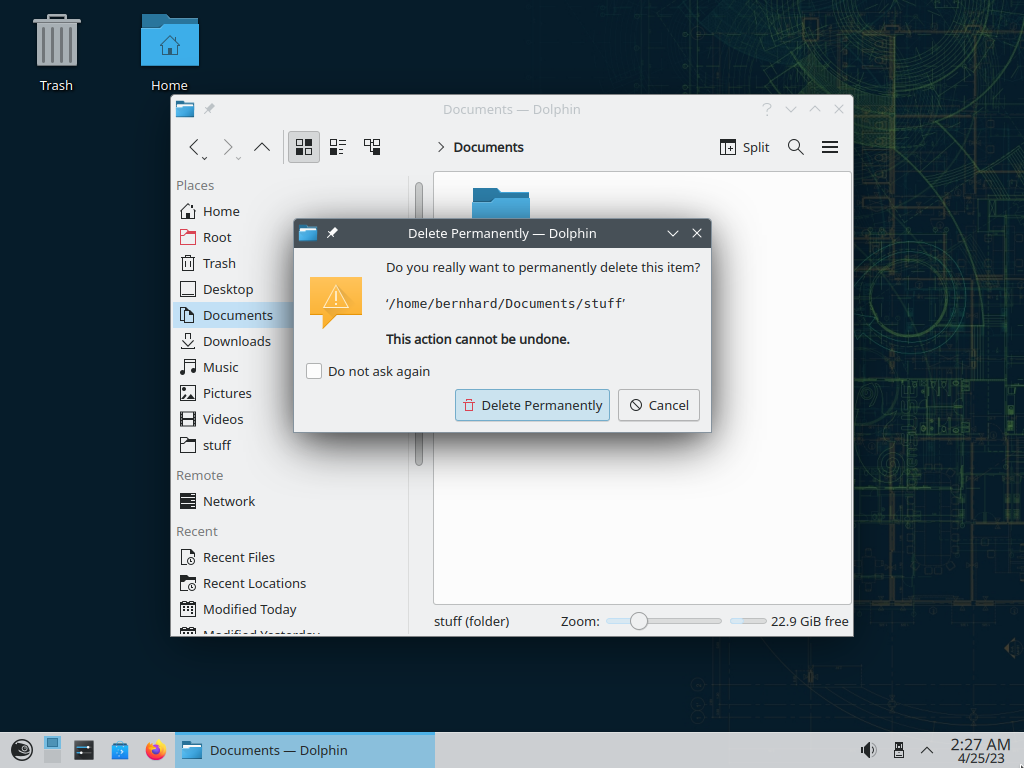 Trash
Home
Documents — Dolphin
Documents
Split
Places
Home
Root
Trash
Desktop
Documents
Downloads
Music
Pictures
Videos
stuff
Remote
Network
Recent
Recent Files
Recent Locations
Modified Today
Modified Yesterday
Delete Permanently — Dolphin
Do you really want to permanently delete this item?
‘/home/bernhard/Documents/stuff’
This action cannot be undone.
Do not ask again
Delete Permanently
Cancel
stuff (folder)
Zoom:
22.9 GiB free
Documents — Dolphin
2:27 AM
4/25/23